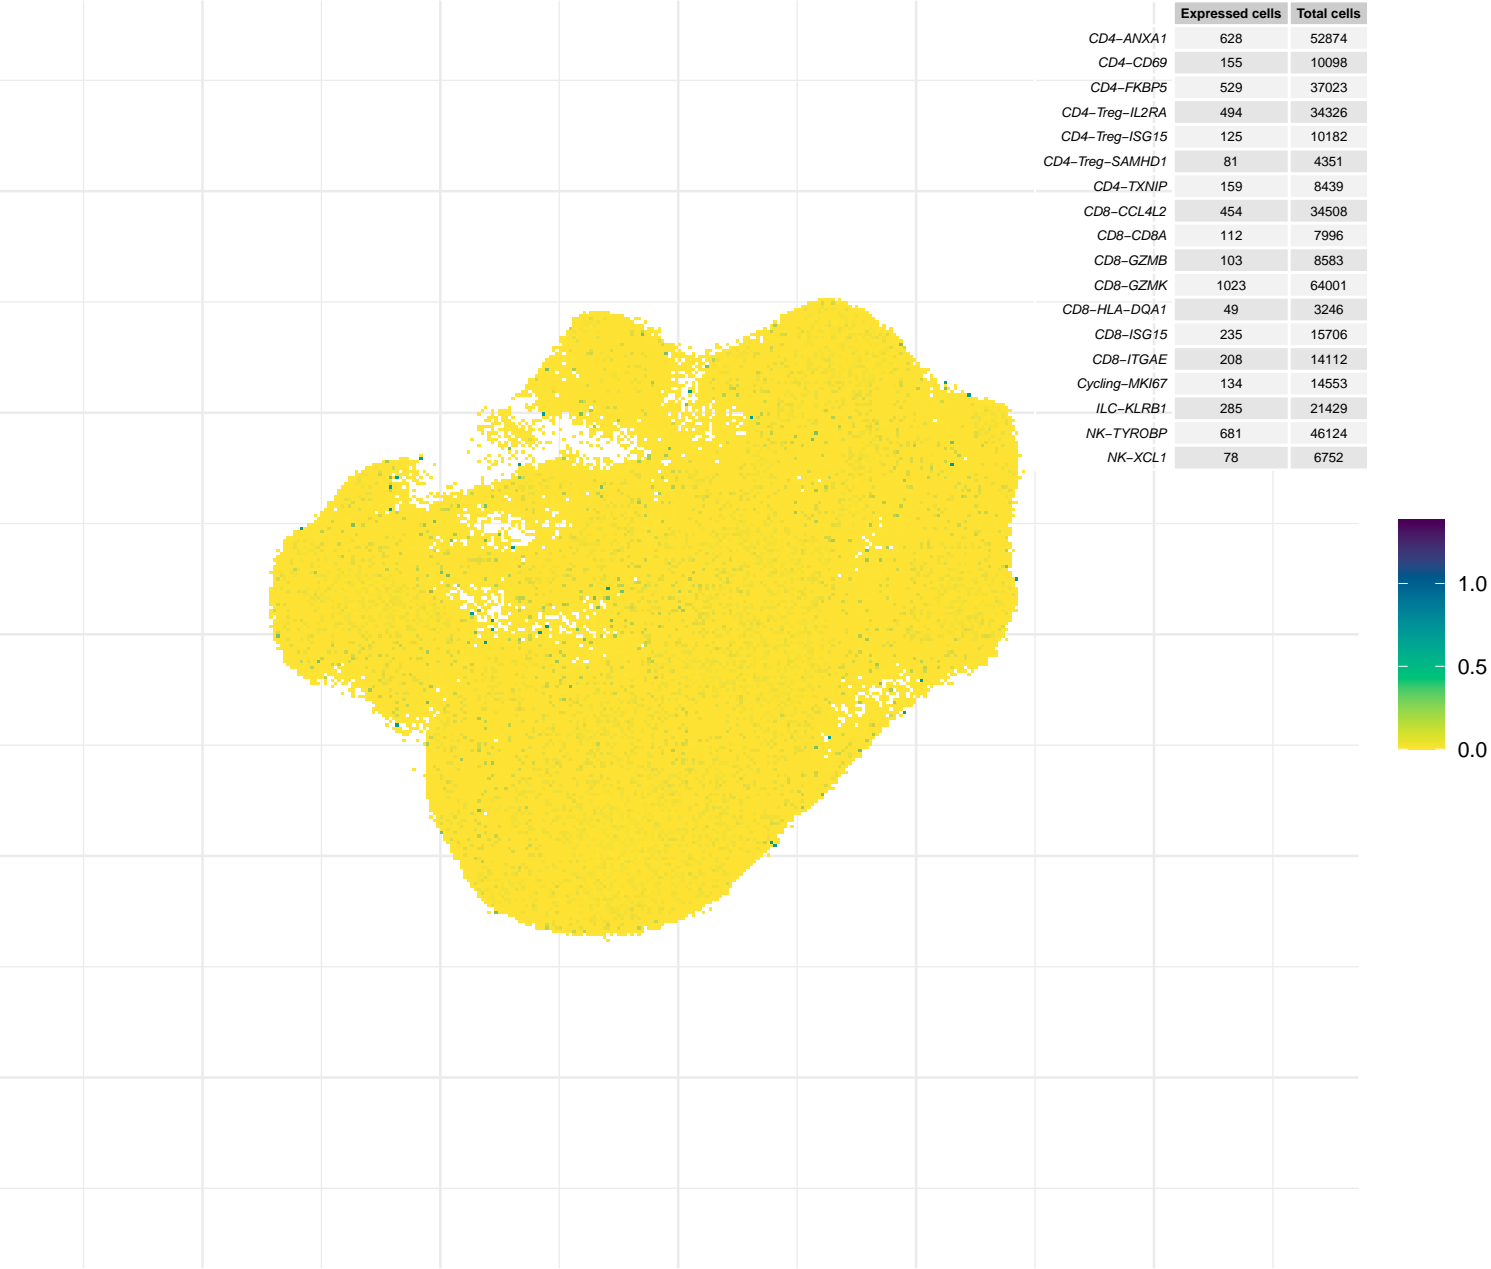 Expressed cells Total cells
CD4−ANXA1 628 52874
CD4−CD69 155 10098
CD4−FKBP5 529 37023
CD4−Treg−IL2RA 494 34326
CD4−Treg−ISG15 125 10182
CD4−Treg−SAMHD1 81 4351
CD4−TXNIP 159 8439
CD8−CCL4L2 454 34508
CD8−CD8A 112 7996
CD8−GZMB 103 8583
CD8−GZMK 1023 64001
CD8−HLA−DQA1 49 3246
CD8−ISG15 235 15706
CD8−ITGAE 208 14112
Cycling−MKI67 134 14553
ILC−KLRB1 285 21429
NK−TYROBP 681 46124
NK−XCL1 78 6752
1.0
0.5
0.0